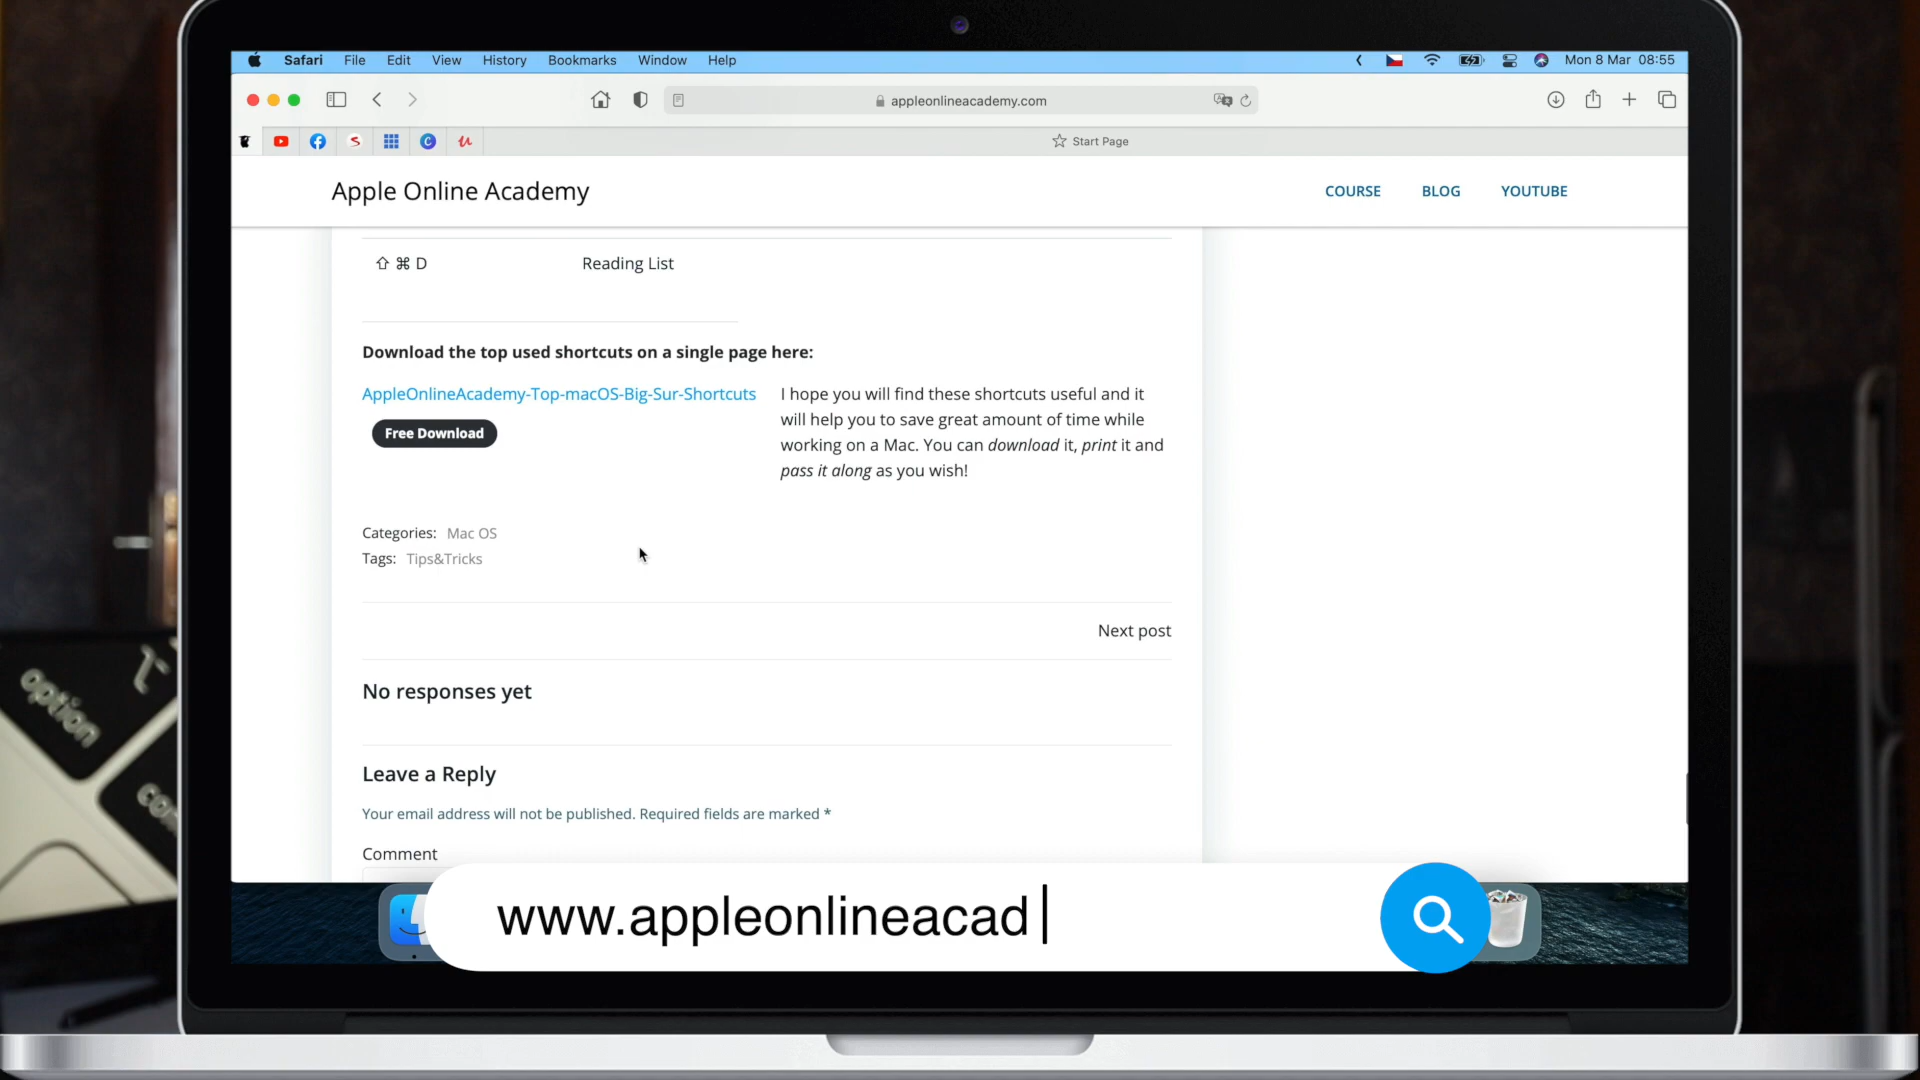 Safari File Edit View History Bookmarks Window Help Mon 8 Mar 08:55
appleonlineacademy.com
Start Page
Apple Online Academy COURSE BLOG YOUTUBE
⇧ ⌘ D Reading List
Download the top used shortcuts on a single page here:
AppleOnlineAcademy-Top-macOS-Big-Sur-Shortcuts
Free Download
I hope you will find these shortcuts useful and it
will help you to save great amount of time while
working on a Mac. You can download it, print it and
pass it along as you wish!
Categories: Mac OS
Tags: Tips&Tricks
Next post
No responses yet
Leave a Reply
Your email address will not be published. Required fields are marked *
Comment
www.appleonlineacad
option